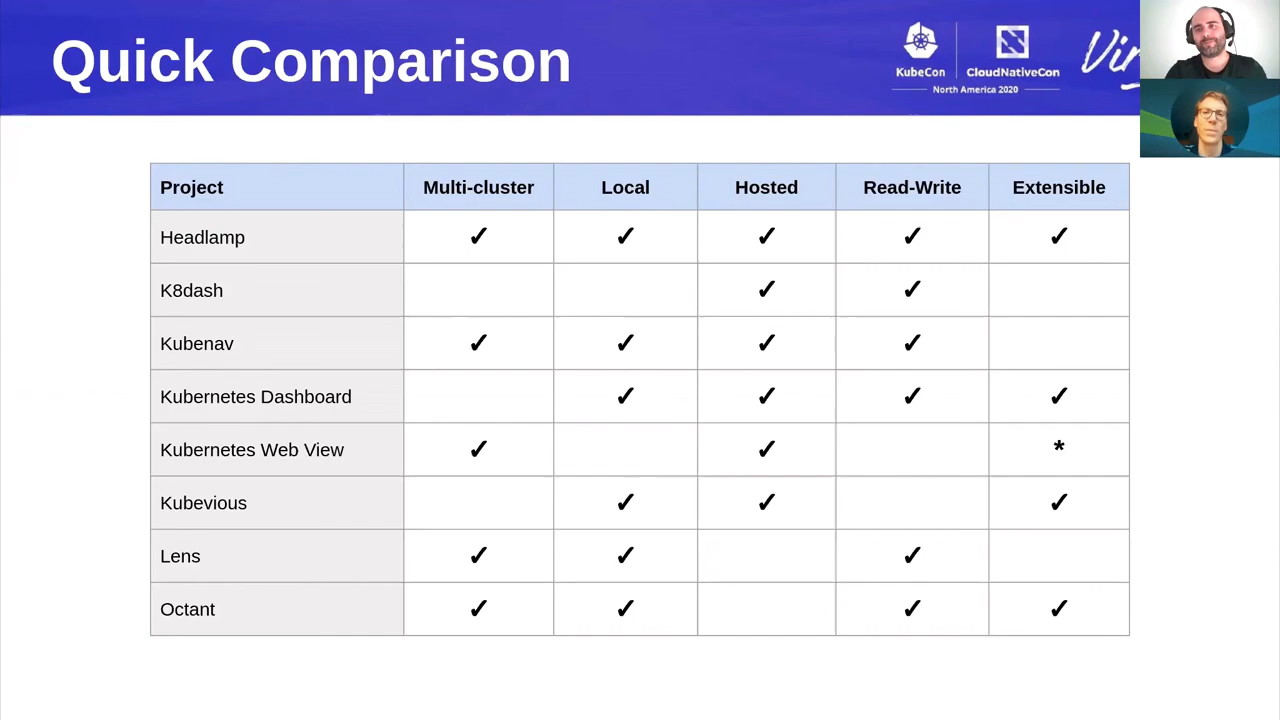 Quick Comparison
KubeCon CloudNativeCon
North America 2020
Project Multi-cluster Local Hosted Read-Write Extensible
Headlamp ✓ ✓ ✓ ✓ ✓
K8dash ✓ ✓
Kubenav ✓ ✓ ✓ ✓
Kubernetes Dashboard ✓ ✓ ✓ ✓
Kubernetes Web View ✓ ✓ *
Kubevious ✓ ✓ ✓
Lens ✓ ✓ ✓
Octant ✓ ✓ ✓ ✓